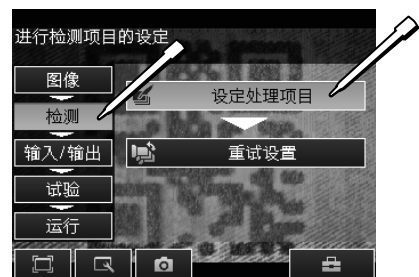 进行检测项目的设定
图像
检测
输入/输出
试验
运行
设定处理项目
重试设置